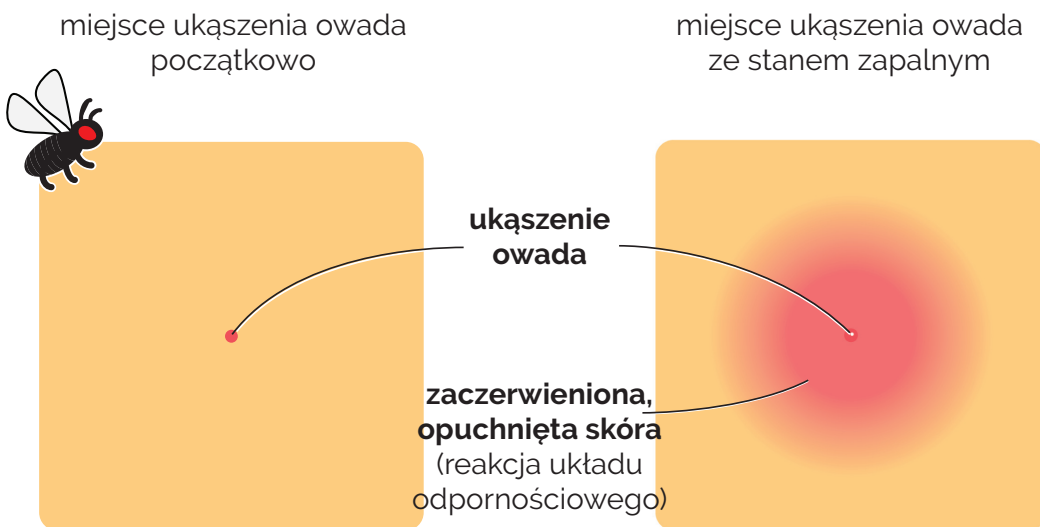 miejsce ukąszenia owada
początkowo
miejsce ukąszenia owada
ze stanem zapalnym
ukąszenie
owada
zaczerwieniona,
opuchnięta skóra
(reakcja układu
odpornościowego)